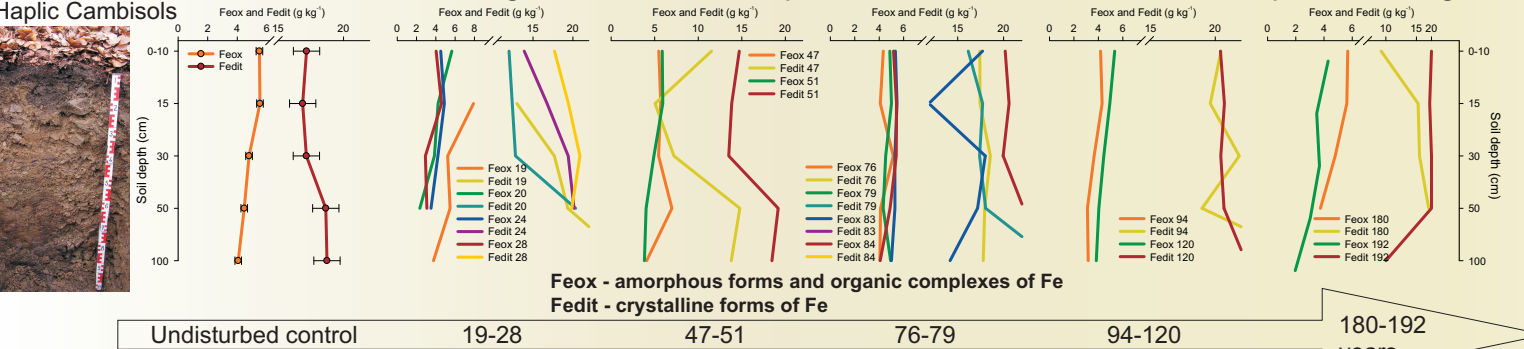 Haplic Cambisols
Feox and Fedit (g kg⁻¹)
0 2 4 6 15 20
Feox
Fedit
Soil depth (cm)
0-10
15
30
50
100
Feox and Fedit (g kg⁻¹)
0 2 4 6 8 15 20
Feox 19
Fedit 19
Feox 20
Fedit 20
Feox 24
Fedit 24
Feox 28
Fedit 28
Feox and Fedit (g kg⁻¹)
0 5 10 15 20
Feox 47
Fedit 47
Feox 51
Fedit 51
Feox and Fedit (g kg⁻¹)
0 2 4 6 15 20
Feox 76
Fedit 76
Feox 79
Fedit 79
Feox 83
Fedit 83
Feox 84
Fedit 84
Feox and Fedit (g kg⁻¹)
0 2 4 6 15 20
Feox 94
Fedit 94
Feox 120
Fedit 120
Feox and Fedit (g kg⁻¹)
0 2 4 6 10 15 20
Feox 180
Fedit 180
Feox 192
Fedit 192
0-10
15
30
50
100
Soil depth (cm)
Feox - amorphous forms and organic complexes of Fe
Fedit - crystalline forms of Fe
Undisturbed control 19-28 47-51 76-79 94-120 180-192
years